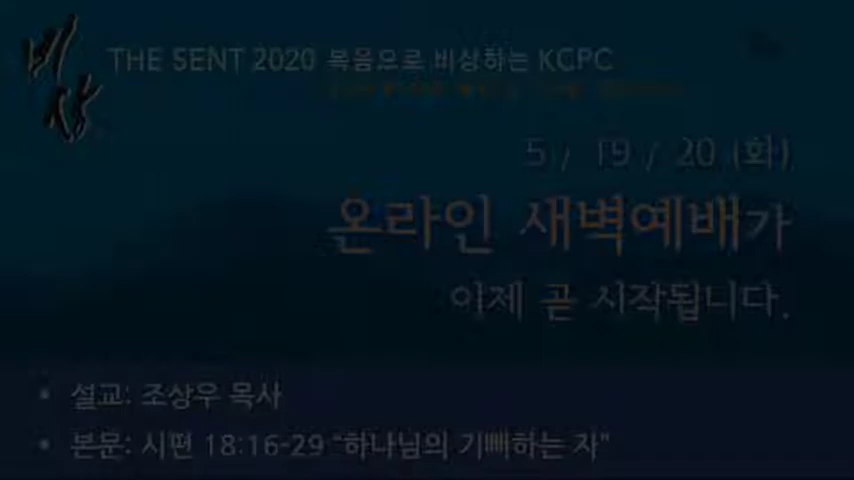 비상
THE SENT 2020 복음으로 비상하는 KCPC
5 / 19 / 20 (화)
온라인 새벽예배가
이제 곧 시작됩니다.
• 설교: 조상우 목사
• 본문: 시편 18:16-29 "하나님의 기뻐하는 자"